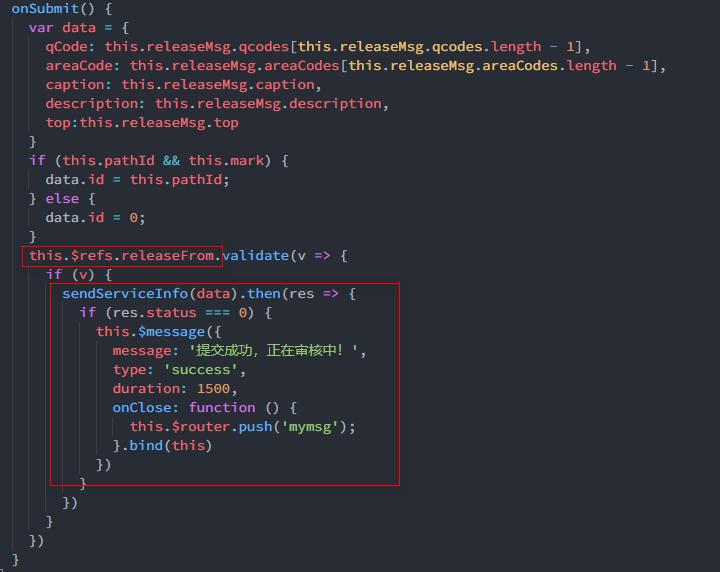 onSubmit() {
var data = {
qCode: this.releaseMsg.qcodes[this.releaseMsg.qcodes.length - 1],
areaCode: this.releaseMsg.areaCodes[this.releaseMsg.areaCodes.length - 1],
caption: this.releaseMsg.caption,
description: this.releaseMsg.description,
top:this.releaseMsg.top
}
if (this.pathId && this.mark) {
data.id = this.pathId;
} else {
data.id = 0;
}
this.$refs.releaseFrom.validate(v => {
if (v) {
sendServiceInfo(data).then(res => {
if (res.status === 0) {
this.$message({
message: '提交成功，正在审核中！',
type: 'success',
duration: 1500,
onClose: function () {
this.$router.push('mymsg');
}.bind(this)
})
}
})
}
})
}